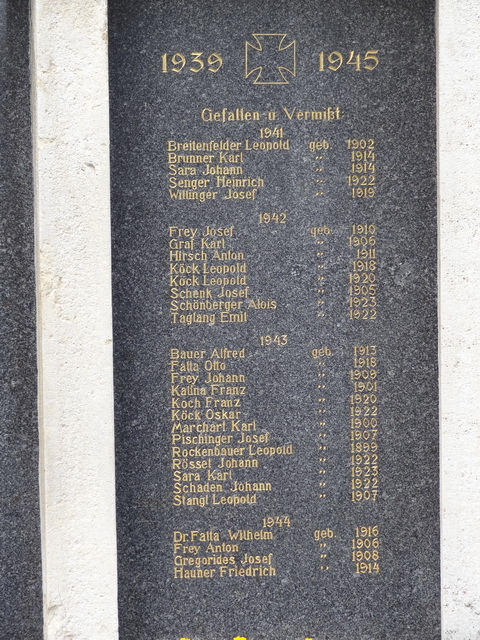 1939 1945
Gefallen u Vermißt
1941
Breitenfelder Leopold geb. 1902
Brunner Karl " 1914
Sara Johann " 1914
Senger Heinrich " 1922
Willinger Josef " 1919
1942
Frey Josef geb. 1910
Graf Karl " 1906
Hirsch Anton " 1911
Köck Leopold " 1918
Köck Leopold " 1920
Schenk Josef " 1905
Schönberger Alois " 1923
Taglang Emil " 1922
1943
Bauer Alfred geb. 1913
Falta Otto " 1918
Frey Johann " 1909
Kalina Franz " 1901
Koch Franz " 1920
Köck Oskar " 1922
Marchart Karl " 1900
Pischinger Josef " 1907
Rockenbauer Leopold " 1899
Rössel Johann " 1922
Sara Karl " 1923
Schaden Johann " 1922
Stangl Leopold " 1907
1944
Dr. Falta Wilhelm geb. 1916
Frey Anton " 1906
Gregorides Josef " 1908
Hauner Friedrich " 1914